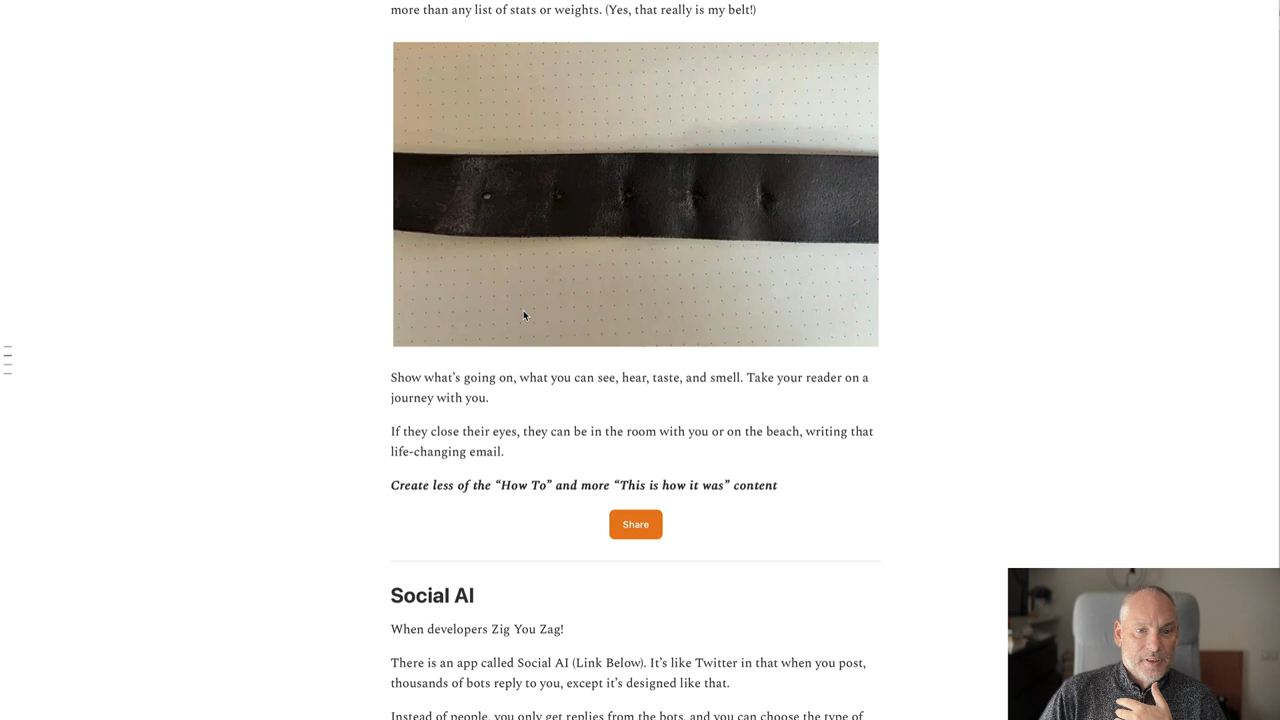 more than any list of stats or weights. (Yes, that really is my belt!)
Show what’s going on, what you can see, hear, taste, and smell. Take your reader on a
journey with you.
If they close their eyes, they can be in the room with you or on the beach, writing that
life-changing email.
Create less of the “How To” and more “This is how it was” content
Share
Social AI
When developers Zig You Zag!
There is an app called Social AI (Link Below). It’s like Twitter in that when you post,
thousands of bots reply to you, except it’s designed like that.
Instead of people, you only get replies from the bots, and you can choose the type of